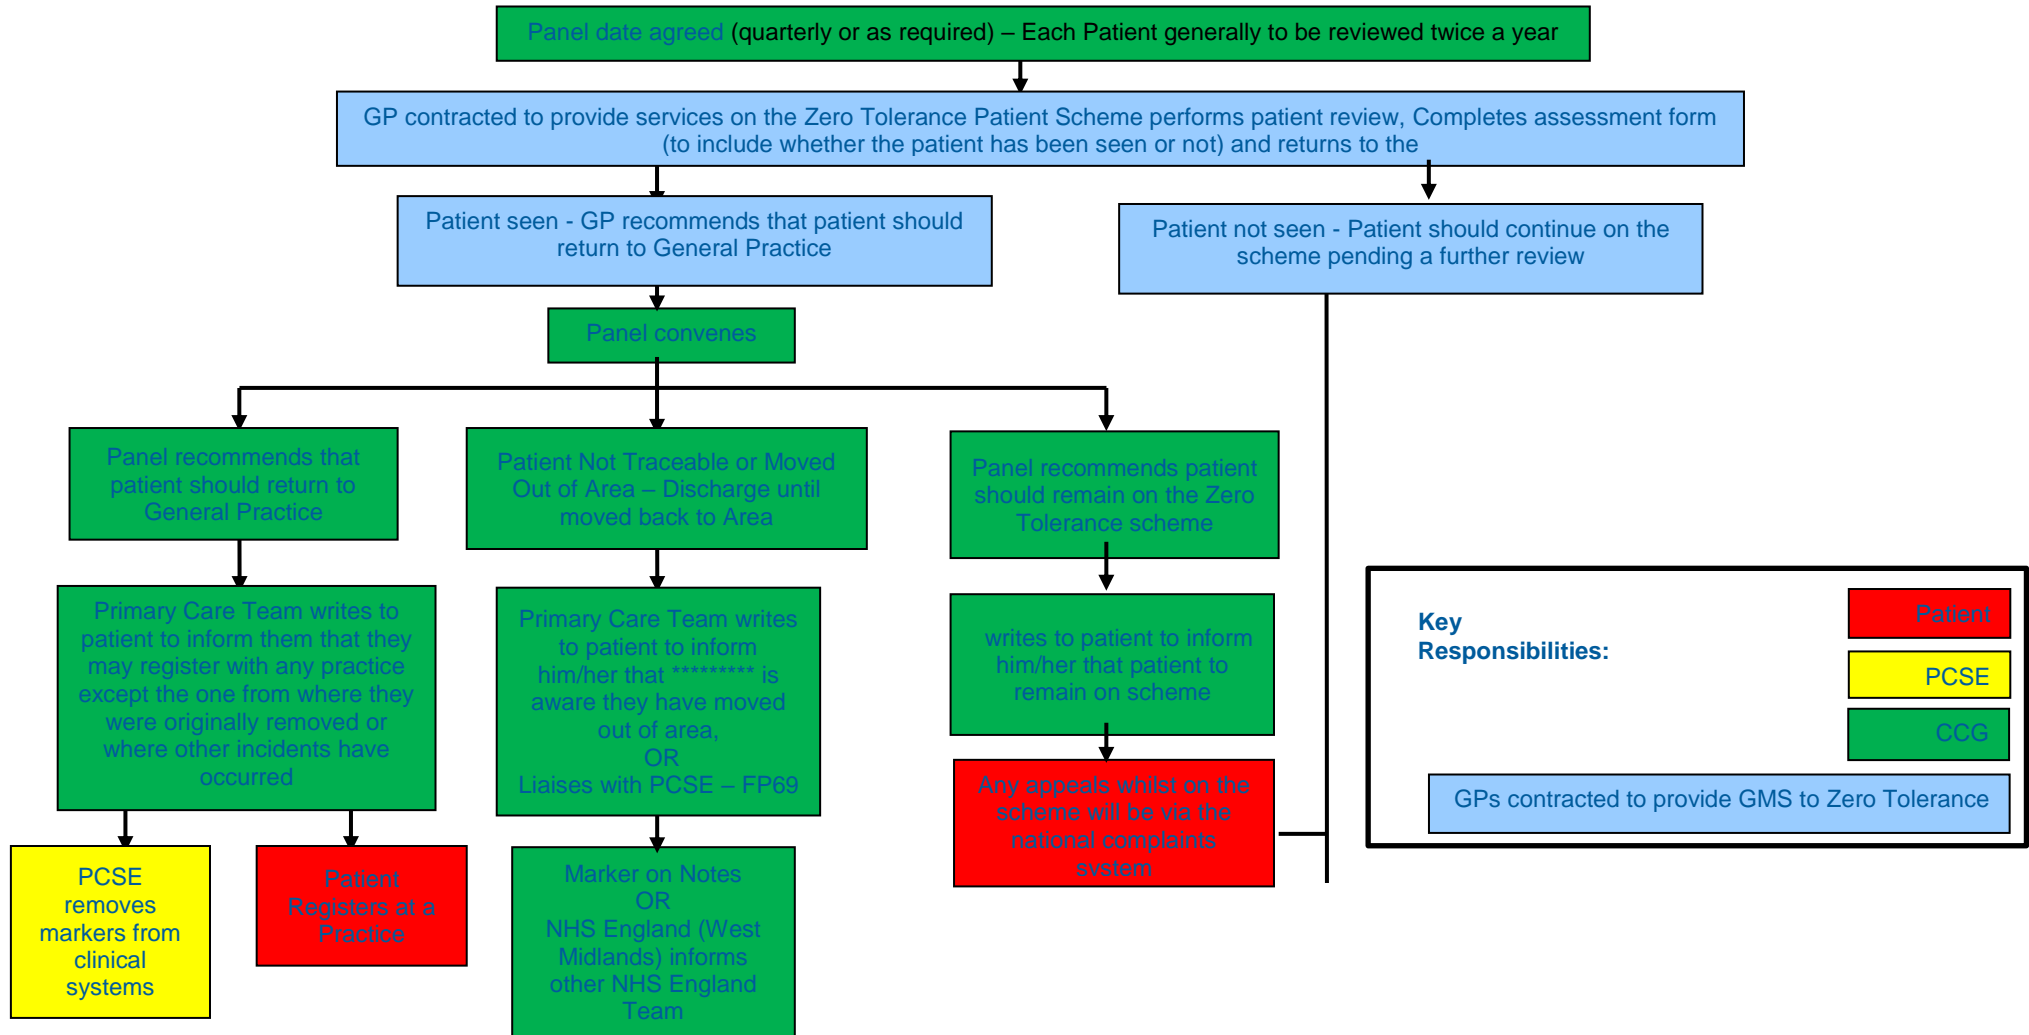 Panel date agreed (quarterly or as required) – Each Patient generally to be reviewed twice a year
GP contracted to provide services on the Zero Tolerance Patient Scheme performs patient review, Completes assessment form
(to include whether the patient has been seen or not) and returns to the
Patient seen - GP recommends that patient should
return to General Practice
Patient not seen - Patient should continue on the
scheme pending a further review
Panel convenes
Panel recommends that
patient should return to
General Practice
Patient Not Traceable or Moved
Out of Area – Discharge until
moved back to Area
Panel recommends patient
should remain on the Zero
Tolerance scheme
Primary Care Team writes to
patient to inform them that they
may register with any practice
except the one from where they
were originally removed or
where other incidents have
occurred
Primary Care Team writes
to patient to inform
him/her that ********* is
aware they have moved
out of area,
OR
Liaises with PCSE – FP69
writes to patient to inform
him/her that patient to
remain on scheme
Any appeals whilst on the
scheme will be via the
national complaints
system
PCSE
removes
markers from
clinical
systems
Patient
Registers at a
Practice
Marker on Notes
OR
NHS England (West
Midlands) informs
other NHS England
Team
Key
Responsibilities:
Patient
PCSE
CCG
GPs contracted to provide GMS to Zero Tolerance